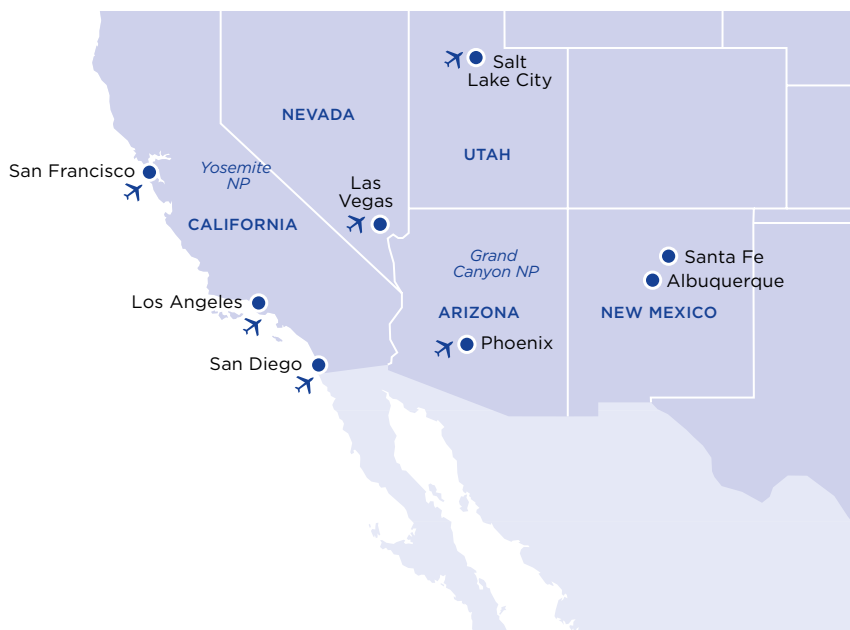 Salt
Lake City
NEVADA
UTAH
San Francisco
Yosemite
NP
Las
Vegas
CALIFORNIA
Grand
Canyon NP
Santa Fe
Albuquerque
Los Angeles
ARIZONA
NEW MEXICO
Phoenix
San Diego